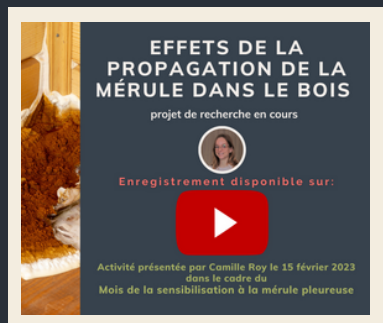 EFFETS DE LA
PROPAGATION DE LA
MÉRULE DANS LE BOIS
projet de recherche en cours
Enregistrement disponible sur:
Activité présentée par Camille Roy le 15 février 2023
dans le cadre du
Mois de la sensibilisation à la mérule pleureuse